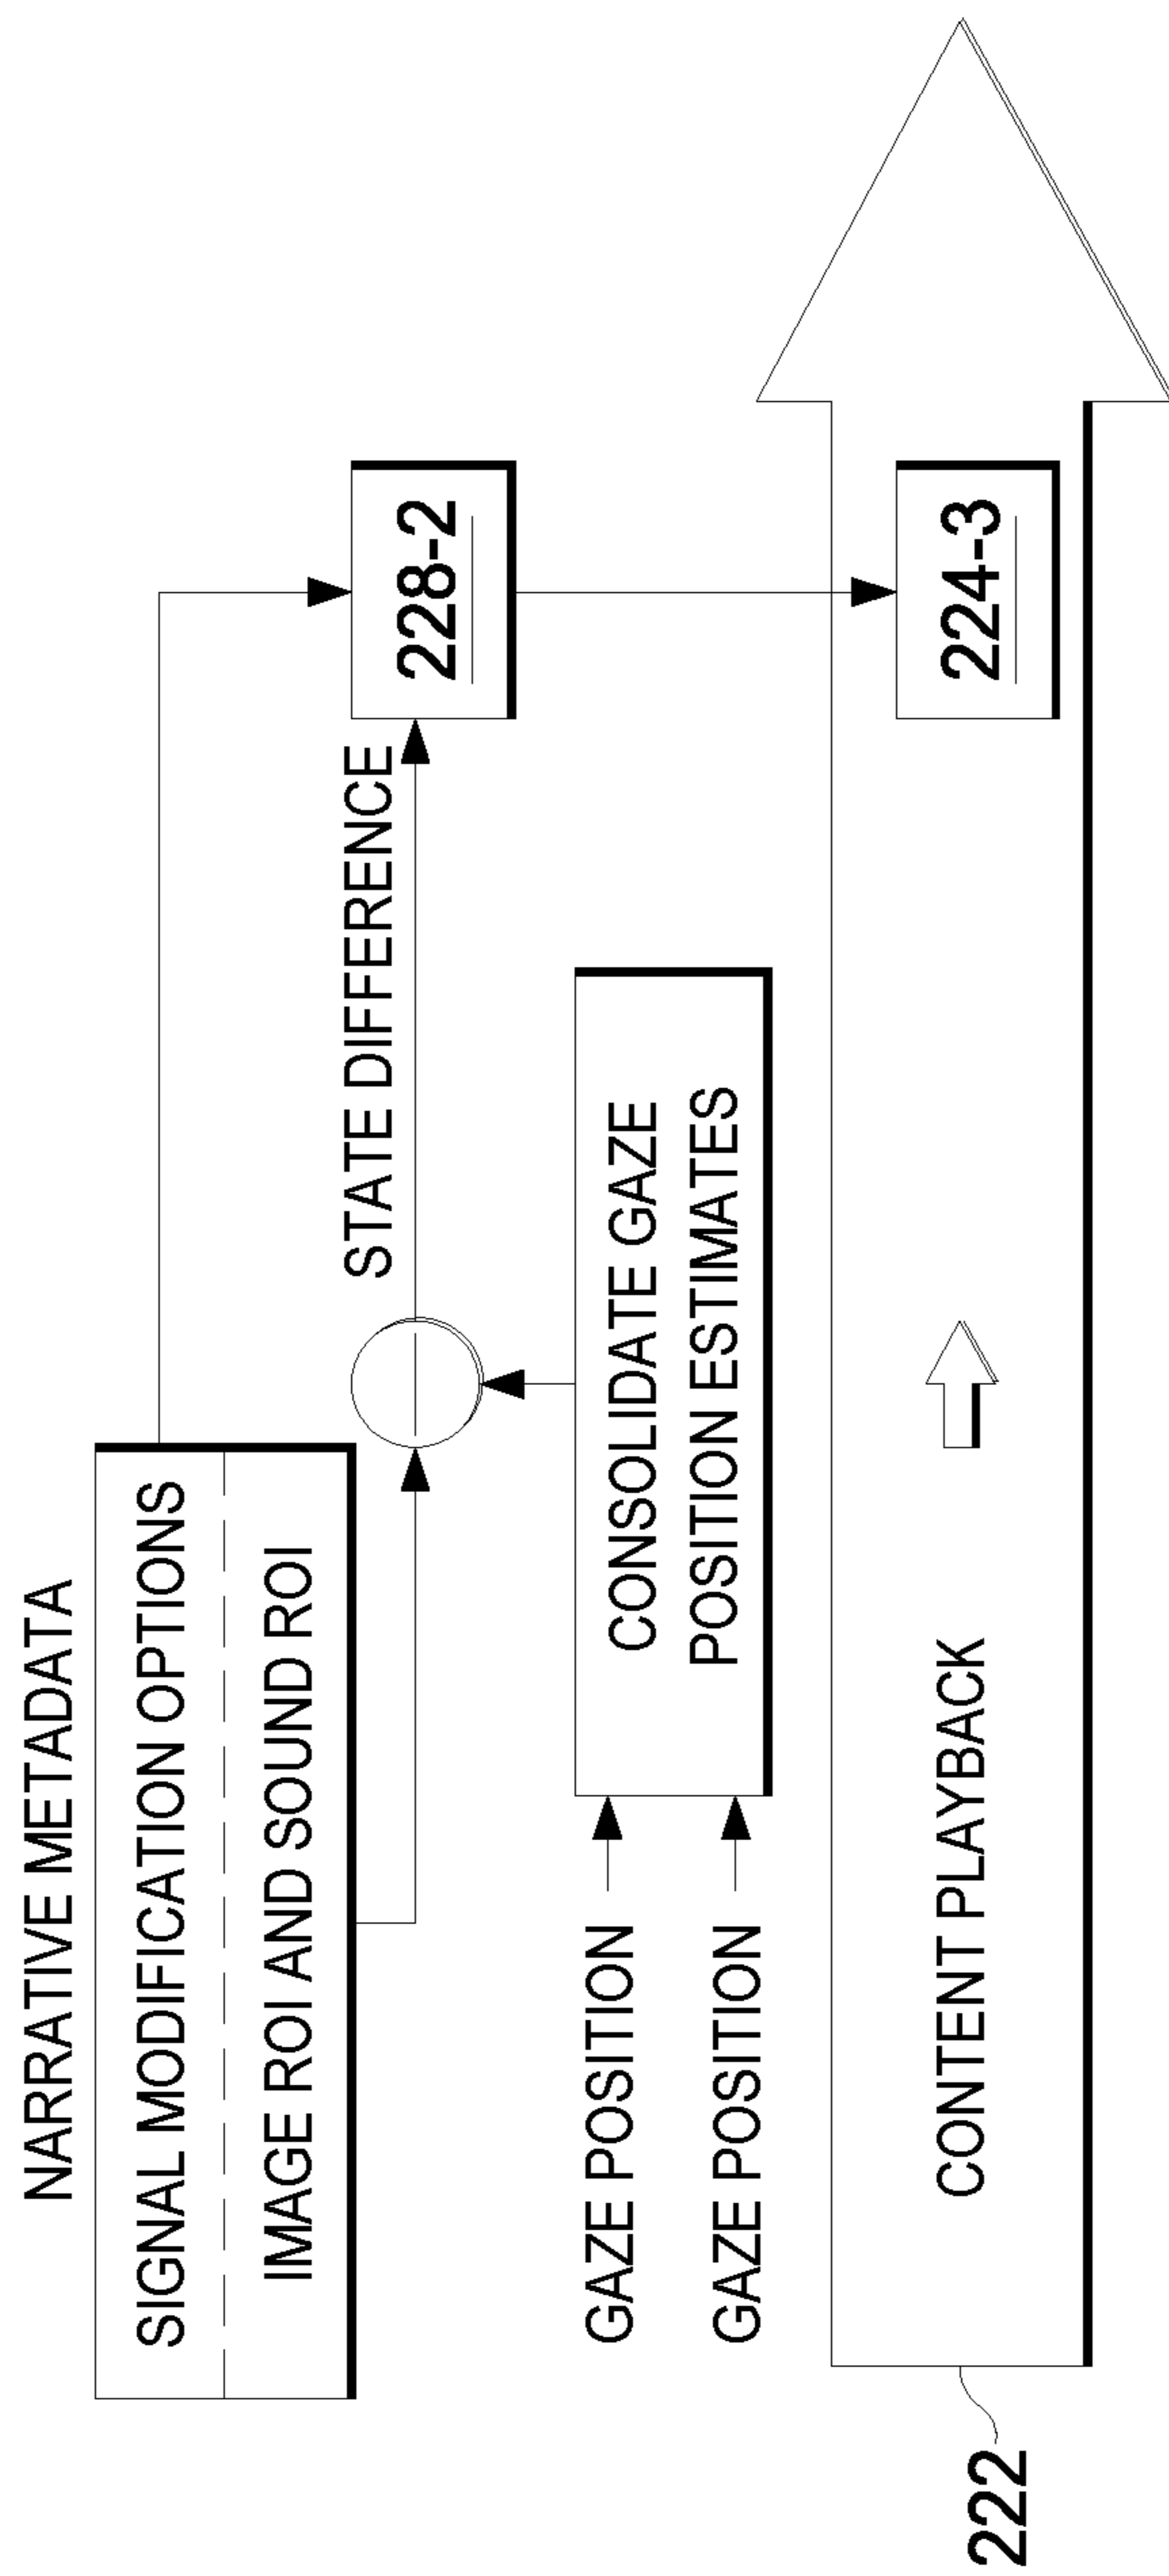 NARRATIVE METADATA
SIGNAL MODIFICATION OPTIONS
IMAGE ROI AND SOUND ROI
STATE DIFFERENCE
228-2
GAZE POSITION
GAZE POSITION
CONSOLIDATE GAZE
POSITION ESTIMATES
222
CONTENT PLAYBACK
224-3